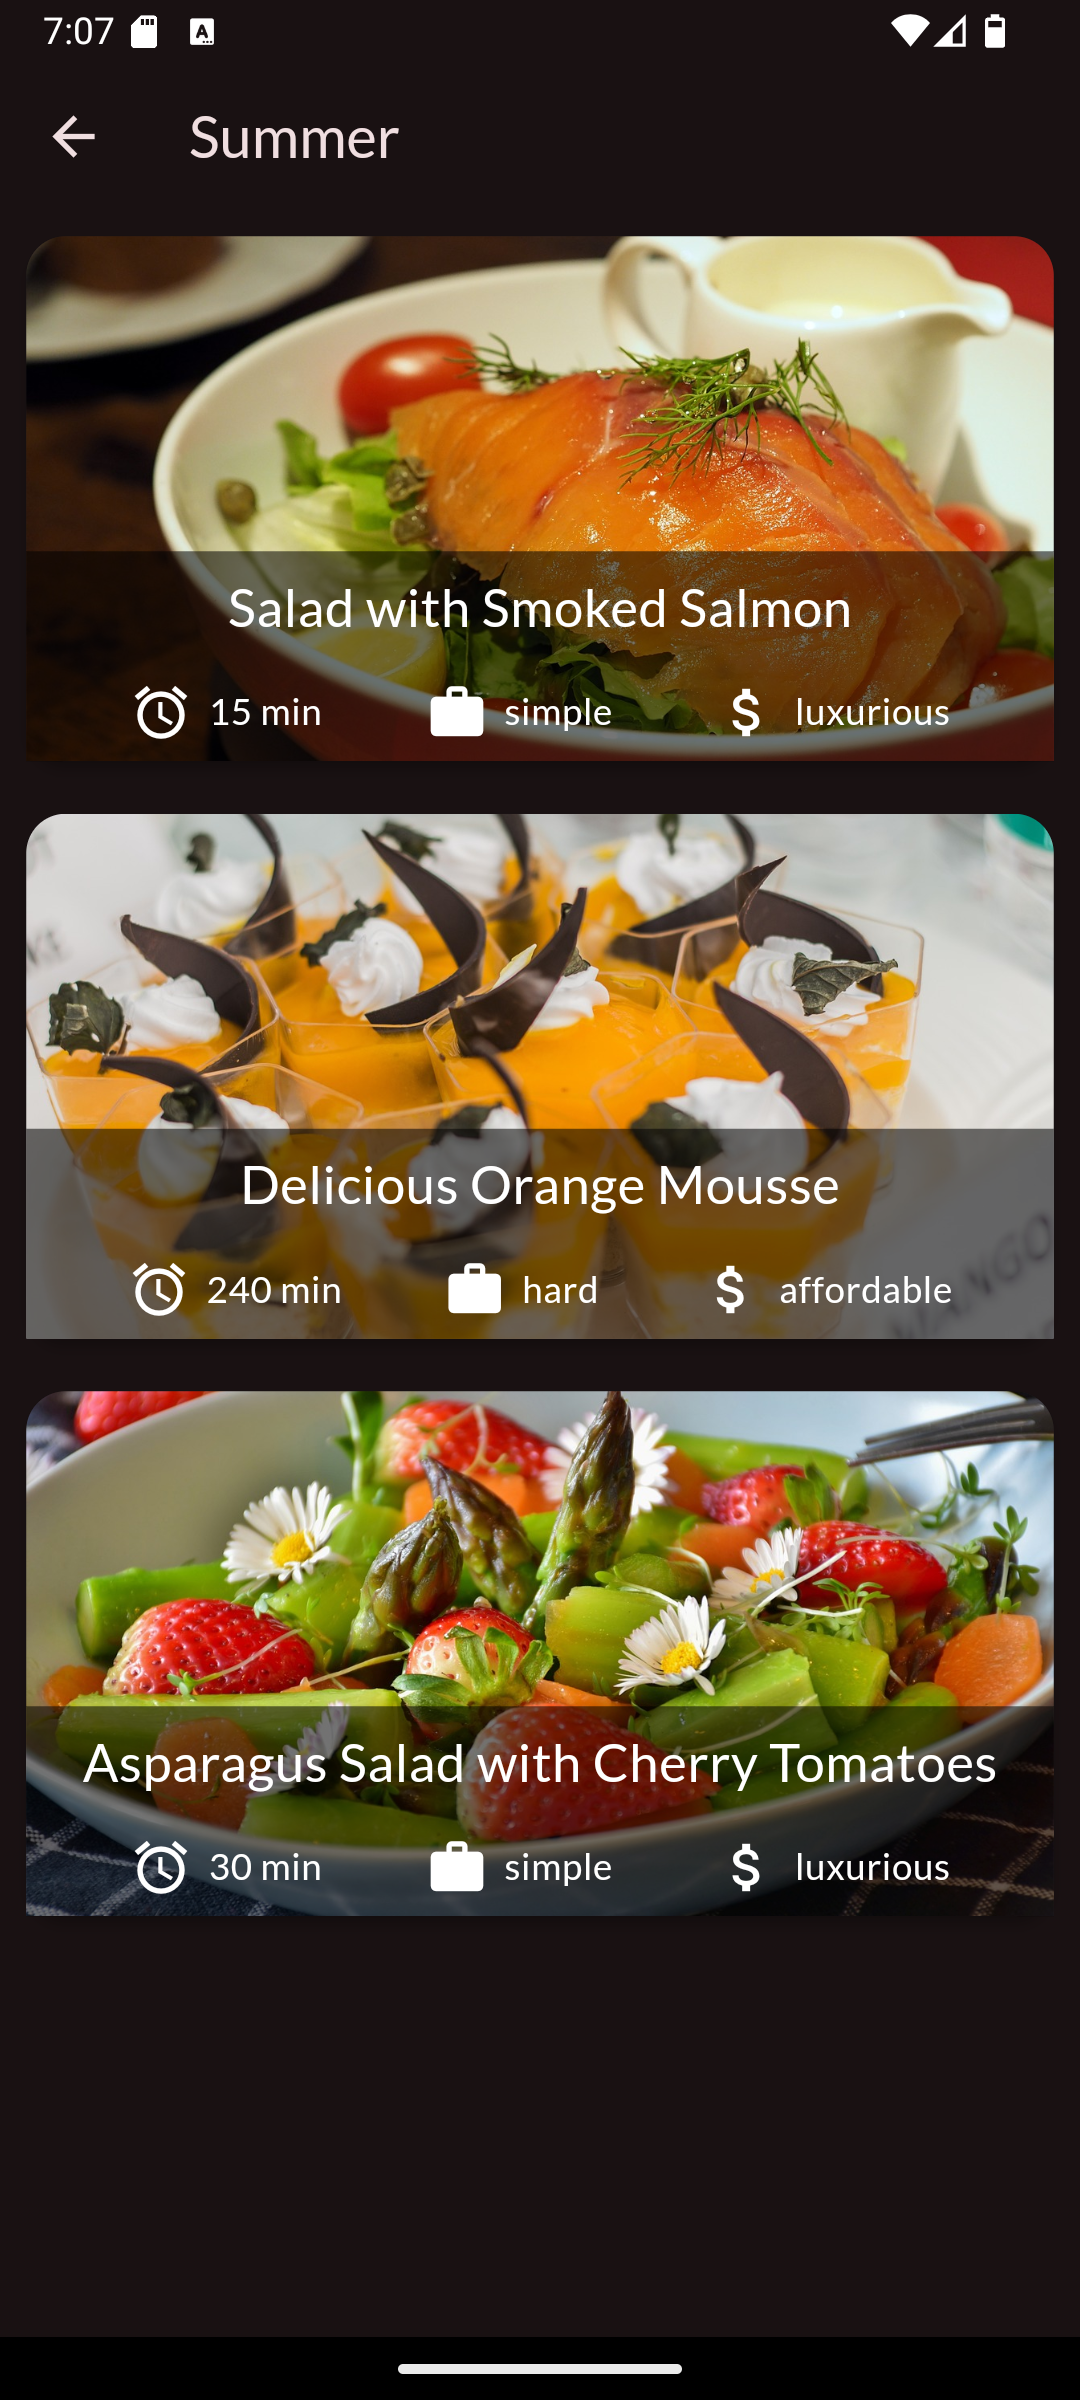 7:07
Summer
Salad with Smoked Salmon
15 min simple luxurious
Delicious Orange Mousse
240 min hard affordable
MANGO
Asparagus Salad with Cherry Tomatoes
30 min simple luxurious